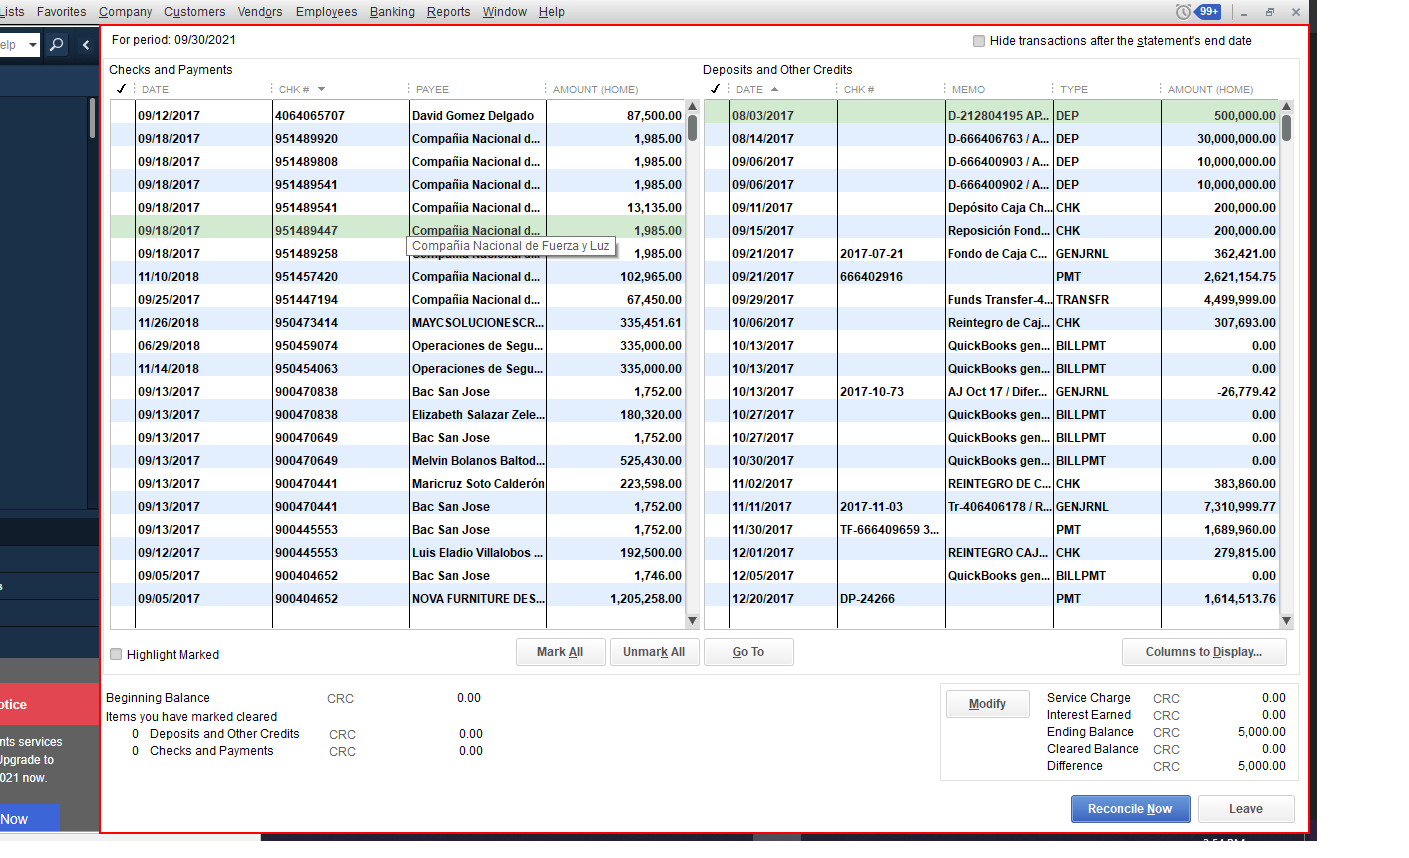 Lists Favorites Company Customers Vendors Employees Banking Reports Window Help 99+
For period: 09/30/2021
Hide transactions after the statement's end date
Checks and Payments
DATE CHK # PAYEE AMOUNT (HOME)
09/12/2017 4064065707 David Gomez Delgado 87,500.00
09/18/2017 951489920 Compañia Nacional d... 1,985.00
09/18/2017 951489808 Compañia Nacional d... 1,985.00
09/18/2017 951489541 Compañia Nacional d... 1,985.00
09/18/2017 951489541 Compañia Nacional d... 13,135.00
09/18/2017 951489447 Compañia Nacional d... 1,985.00
Compañia Nacional de Fuerza y Luz
09/18/2017 951489258 Compañia Nacional d... 1,985.00
11/10/2018 951457420 Compañia Nacional d... 102,965.00
09/25/2017 951447194 Compañia Nacional d... 67,450.00
11/26/2018 950473414 MAYCSOLUCIONESCR... 335,451.61
06/29/2018 950459074 Operaciones de Segu... 335,000.00
11/14/2018 950454063 Operaciones de Segu... 335,000.00
09/13/2017 900470838 Bac San Jose 1,752.00
09/13/2017 900470838 Elizabeth Salazar Zele... 180,320.00
09/13/2017 900470649 Bac San Jose 1,752.00
09/13/2017 900470649 Melvin Bolanos Baltod... 525,430.00
09/13/2017 900470441 Maricruz Soto Calderón 223,598.00
09/13/2017 900470441 Bac San Jose 1,752.00
09/13/2017 900445553 Bac San Jose 1,752.00
09/12/2017 900445553 Luis Eladio Villalobos ... 192,500.00
09/05/2017 900404652 Bac San Jose 1,746.00
09/05/2017 900404652 NOVA FURNITURE DES... 1,205,258.00
Deposits and Other Credits
DATE CHK # MEMO TYPE AMOUNT (HOME)
08/03/2017 D-212804195 AP... DEP 500,000.00
08/14/2017 D-666406763 / A... DEP 30,000,000.00
09/06/2017 D-666400903 / A... DEP 10,000,000.00
09/06/2017 D-666400902 / A... DEP 10,000,000.00
09/11/2017 Depósito Caja Ch... CHK 200,000.00
09/15/2017 Reposición Fond... CHK 200,000.00
09/21/2017 2017-07-21 Fondo de Caja C... GENJRNL 362,421.00
09/21/2017 666402916 PMT 2,621,154.75
09/29/2017 Funds Transfer-4... TRANSFR 4,499,999.00
10/06/2017 Reintegro de Caj... CHK 307,693.00
10/13/2017 QuickBooks gen... BILLPMT 0.00
10/13/2017 QuickBooks gen... BILLPMT 0.00
10/13/2017 2017-10-73 AJ Oct 17 / Difer... GENJRNL -26,779.42
10/27/2017 QuickBooks gen... BILLPMT 0.00
10/27/2017 QuickBooks gen... BILLPMT 0.00
10/30/2017 QuickBooks gen... BILLPMT 0.00
11/02/2017 REINTEGRO DE C... CHK 383,860.00
11/11/2017 2017-11-03 Tr-406406178 / R... GENJRNL 7,310,999.77
11/30/2017 TF-666409659 3... PMT 1,689,960.00
12/01/2017 REINTEGRO CAJ... CHK 279,815.00
12/05/2017 QuickBooks gen... BILLPMT 0.00
12/20/2017 DP-24266 PMT 1,614,513.76
Highlight Marked
Mark All Unmark All Go To Columns to Display...
Beginning Balance CRC 0.00
Items you have marked cleared
0 Deposits and Other Credits CRC 0.00
0 Checks and Payments CRC 0.00
Modify
Service Charge CRC 0.00
Interest Earned CRC 0.00
Ending Balance CRC 5,000.00
Cleared Balance CRC 0.00
Difference CRC 5,000.00
Reconcile Now Leave
elp
otice
nts services
Upgrade to
021 now.
Now